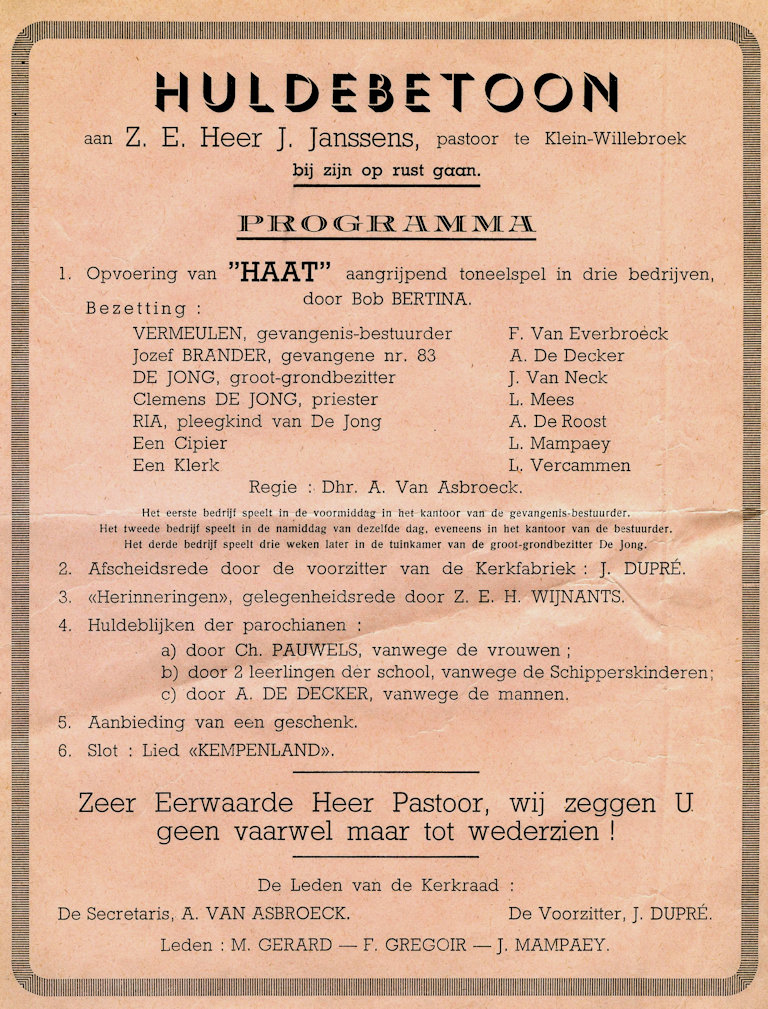 HULDEBETOON
aan Z. E. Heer J. Janssens, pastoor te Klein-Willebroek
bij zijn op rust gaan.
PROGRAMMA
1. Opvoering van "HAAT" aangrijpend toneelspel in drie bedrijven,
door Bob BERTINA.
Bezetting :
VERMEULEN, gevangenis-bestuurder F. Van Everbroeck
Jozef BRANDER, gevangene nr. 83 A. De Decker
DE JONG, groot-grondbezitter J. Van Neck
Clemens DE JONG, priester L. Mees
RIA, pleegkind van De Jong A. De Roost
Een Cipier L. Mampaey
Een Klerk L. Vercammen
Regie : Dhr. A. Van Asbroeck.
Het eerste bedrijf speelt in de voormiddag in het kantoor van de gevangenis-bestuurder.
Het tweede bedrijf speelt in de namiddag van dezelfde dag, eveneens in het kantoor van de bestuurder.
Het derde bedrijf speelt drie weken later in de tuinkamer van de groot-grondbezitter De Jong.
2. Afscheidsrede door de voorzitter van de Kerkfabriek : J. DUPRÉ.
3. «Herinneringen», gelegenheidsrede door Z. E. H. WIJNANTS.
4. Huldeblijken der parochianen :
a) door Ch. PAUWELS, vanwege de vrouwen ;
b) door 2 leerlingen der school, vanwege de Schipperskinderen;
c) door A. DE DECKER, vanwege de mannen.
5. Aanbieding van een geschenk.
6. Slot : Lied «KEMPENLAND».
Zeer Eerwaarde Heer Pastoor, wij zeggen U
geen vaarwel maar tot wederzien !
De Leden van de Kerkraad :
De Secretaris, A. VAN ASBROECK. De Voorzitter, J. DUPRÉ.
Leden : M. GERARD — F. GREGOIR — J. MAMPAEY.